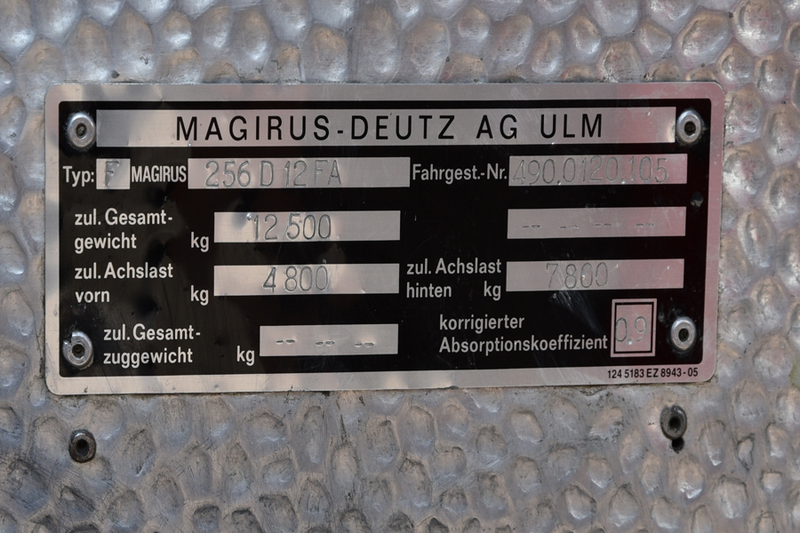 MAGIRUS-DEUTZ AG ULM
Typ: F MAGIRUS 256 D 12 FA Fahrgest.-Nr. 490.0120.105
zul. Gesamt-
gewicht kg 12 500 -- -- -- --
zul. Achslast
vorn kg 4 800
zul. Achslast
hinten kg 7 800
zul. Gesamt-
zuggewicht kg -- -- --
korrigierter
Absorptionskoeffizient 0.9
124 5183 EZ 8943-05